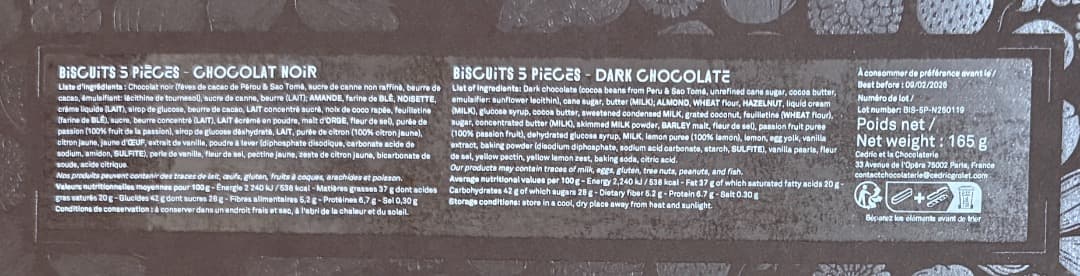 BISCUITS 5 PIÈCES - CHOCOLAT NOIR
Liste d'ingrédients : Chocolat noir (fèves de cacao de Pérou & Sao Tomé, sucre de canne non raffiné, beurre de
cacao, émulsifiant: lécithine de tournesol), sucre de canne, beurre (LAIT); AMANDE, farine de BLÉ, NOISETTE,
crème liquide (LAIT), sirop de glucose, beurre de cacao, LAIT concentré sucré, noix de coco rapée, feuilletine
(farine de BLÉ), sucre, beurre concentré (LAIT), LAIT écrémé en poudre, malt d'ORGE, fleur de sel), purée de
passion (100% fruit de la passion), sirop de glucose déshydraté, LAIT, purée de citron (100% citron jaune),
citron jaune, jaune d'ŒUF, extrait de vanille, poudre à lever (diphosphate disodique, carbonate acide de
sodium, amidon, SULFITE), perle de vanille, fleur de sel, pectine jaune, zeste de citron jaune, bicarbonate de
soude, acide citrique.
Nos produits peuvent contenir des traces de lait, œufs, gluten, fruits à coques, arachides et poisson.
Valeurs nutritionnelles moyennes pour 100 g - Énergie 2 240 kJ / 538 kcal - Matières grasses 37 g dont acides
gras saturés 20 g - Glucides 42 g dont sucres 28 g - Fibres alimentaires 5,2 g - Protéines 6,7 g - Sel 0,30 g
Conditions de conservation : à conserver dans un endroit frais et sec, à l'abri de la chaleur et du soleil.
BISCUITS 5 PIECES - DARK CHOCOLATE
List of ingredients: Dark chocolate (cocoa beans from Peru & Sao Tomé, unrefined cane sugar, cocoa butter,
emulsifier: sunflower lecithin), cane sugar, butter (MILK); ALMOND, WHEAT flour, HAZELNUT, liquid cream
(MILK), glucose syrup, cocoa butter, sweetened condensed MILK, grated coconut, feuilletine (WHEAT flour),
sugar, concentrated butter (MILK), skimmed MILK powder, BARLEY malt, fleur de sel), passion fruit puree
(100% passion fruit), dehydrated glucose syrup, MILK, lemon puree (100% lemon), lemon, egg yolk, vanilla
extract, baking powder (disodium diphosphate, sodium acid carbonate, starch, SULFITE), vanilla pearls, fleur
de sel, yellow pectin, yellow lemon zest, baking soda, citric acid.
Our products may contain traces of milk, eggs, gluten, tree nuts, peanuts, and fish.
Average nutritional values per 100 g - Energy 2,240 kJ / 538 kcal - Fat 37 g of which saturated fatty acids 20 g -
Carbohydrates 42 g of which sugars 28 g - Dietary Fiber 5.2 g - Protein 6.7 g - Salt 0.30 g
Storage conditions: store in a cool, dry place away from heat and sunlight.
À consommer de préférence avant le /
Best before : 09/02/2026
Numéro de lot /
Lot number: BIS-5P-N250119
Poids net /
Net weight : 165 g
Cedric et la Chocolaterie
33 Avenue de l'Opéra 75002 Paris, France
contactchocolaterie@cedricgrolet.com
Séparez les éléments avant de trier